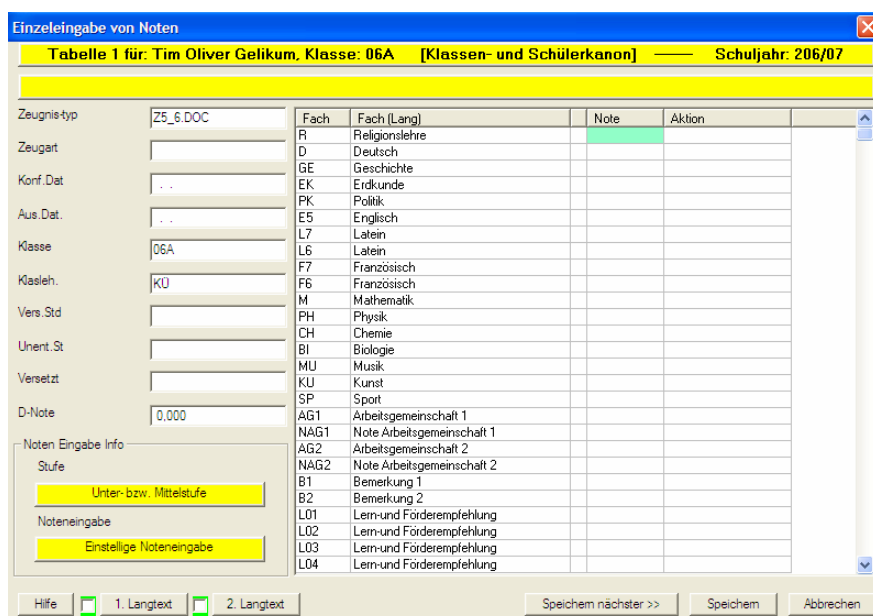 Einzeleingabe von Noten
Tabelle 1 für: Tim Oliver Gelikum, Klasse: 06A [Klassen- und Schülerkanon] —— Schuljahr: 206/07
Zeugnis-typ Z5_6.DOC
Zeugart
Konf.Dat . .
Aus.Dat. . .
Klasse 06A
Klasleh. KÜ
Vers.Std
Unent.St
Versetzt
D-Note 0,000
Noten Eingabe Info
Stufe
Unter- bzw. Mittelstufe
Noteneingabe
Einstellige Noteneingabe
Fach Fach (Lang) Note Aktion
R Religionslehre
D Deutsch
GE Geschichte
EK Erdkunde
PK Politik
E5 Englisch
L7 Latein
L6 Latein
F7 Französisch
F6 Französisch
M Mathematik
PH Physik
CH Chemie
BI Biologie
MU Musik
KU Kunst
SP Sport
AG1 Arbeitsgemeinschaft 1
NAG1 Note Arbeitsgemeinschaft 1
AG2 Arbeitsgemeinschaft 2
NAG2 Note Arbeitsgemeinschaft 2
B1 Bemerkung 1
B2 Bemerkung 2
L01 Lern-und Förderempfehlung
L02 Lern-und Förderempfehlung
L03 Lern-und Förderempfehlung
L04 Lern-und Förderempfehlung
Hilfe 1. Langtext 2. Langtext Speichern nächster >> Speichern Abbrechen